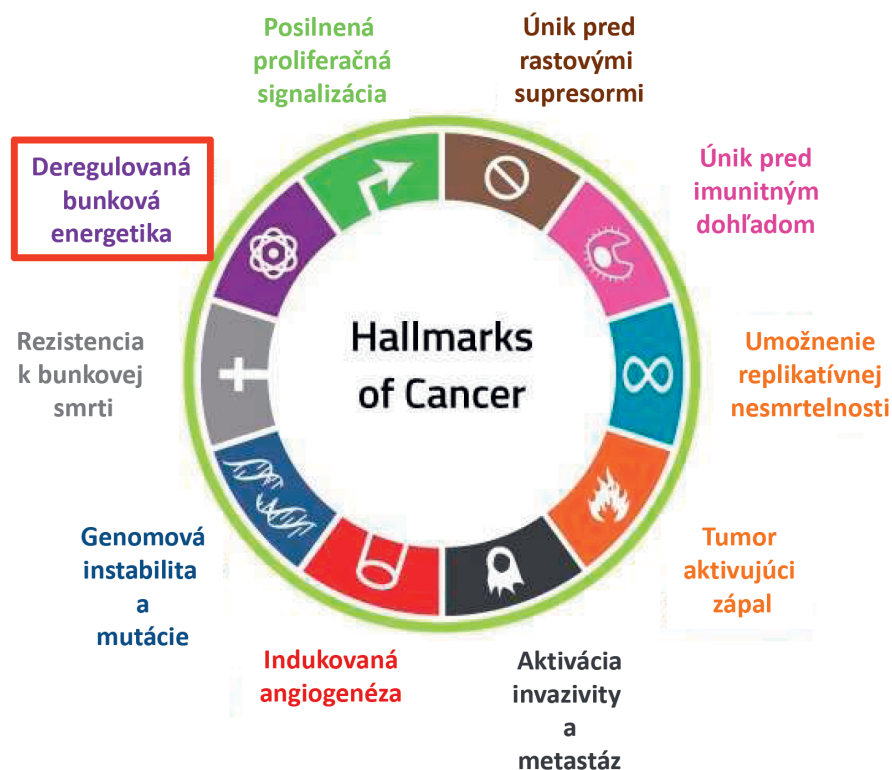 Posilnená
proliferačná
signalizácia
Únik pred
rastovými
supresormi
Deregulovaná
bunková
energetika
Únik pred
imunitným
dohľadom
Hallmarks
of Cancer
Rezistencia
k bunkovej
smrti
Umožnenie
replikatívnej
nesmrtelnosti
Genomová
instabilita
a
mutácie
Tumor
aktivujúci
zápal
Indukovaná
angiogenéza
Aktivácia
invazivity
a
metastáz